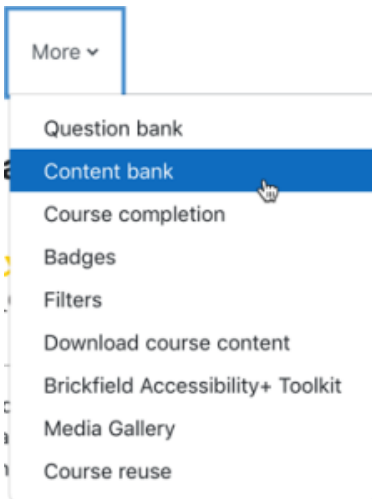 More
Question bank
Content bank
Course completion
Badges
Filters
Download course content
Brickfield Accessibility+ Toolkit
Media Gallery
Course reuse